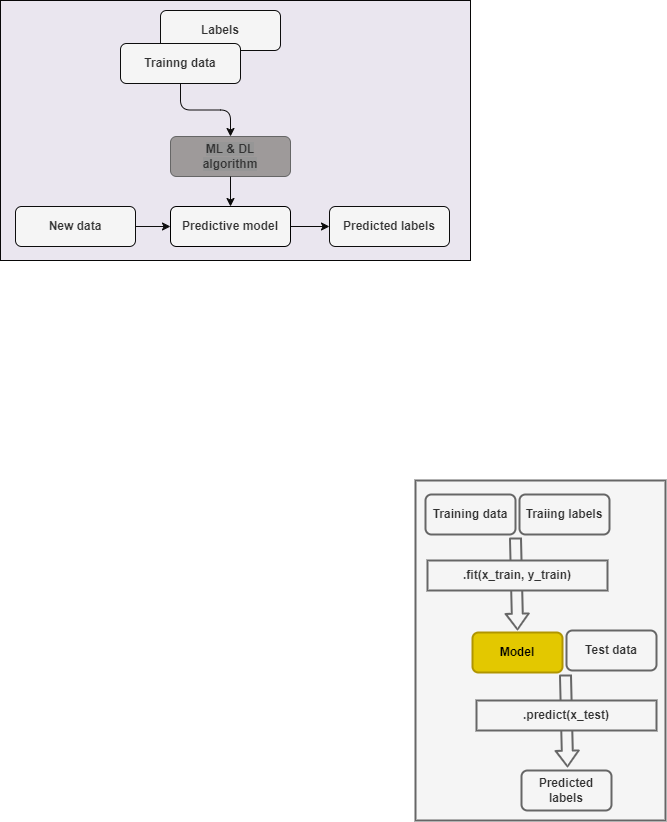 Labels
Trainng data
ML & DL
algorithm
New data
Predictive model
Predicted labels
Training data
Traiing labels
.fit(x_train, y_train)
Model
Test data
.predict(x_test)
Predicted
labels